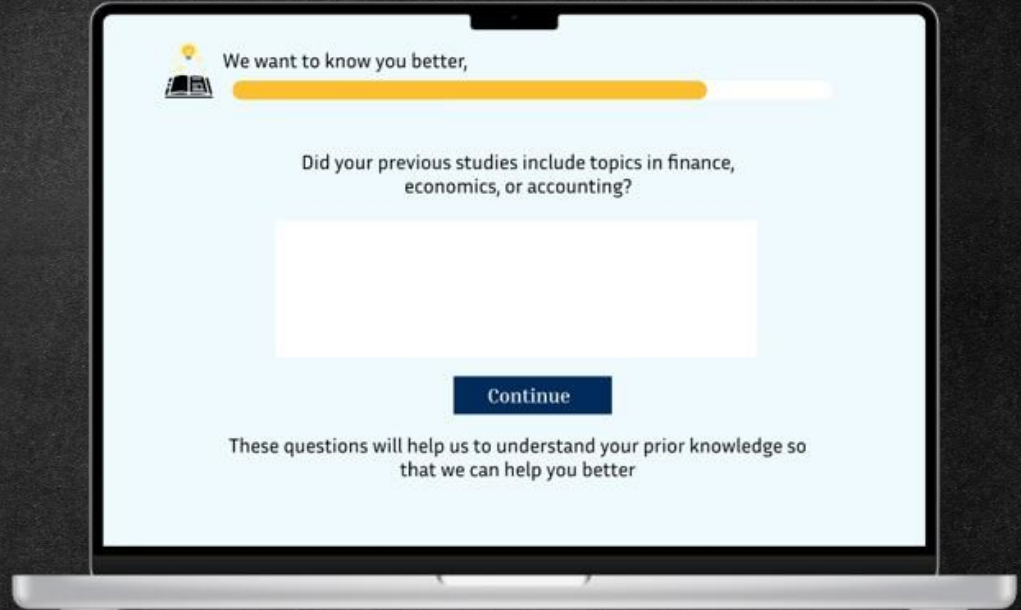 We want to know you better,
Did your previous studies include topics in finance,
economics, or accounting?
Continue
These questions will help us to understand your prior knowledge so
that we can help you better